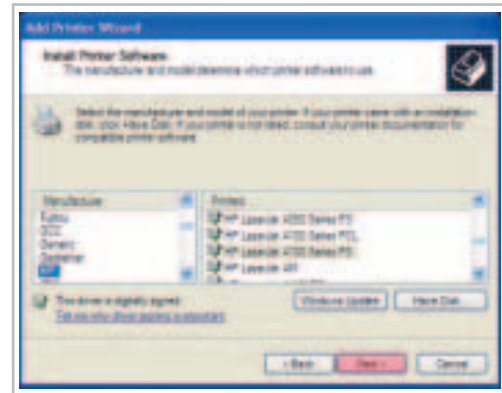 Add Printer Wizard
Install Printer Software
The manufacturer and model determine which printer software to use.
Select the manufacturer and model of your printer. If your printer came with an installation
disk, click Have Disk. If your printer is not listed, consult your printer documentation for
compatible printer software.
Manufacturer
Fujitsu
GCC
Generic
Gestetner
HP
Printers
HP LaserJet 4050 Series PS
HP LaserJet 4100 Series PCL
HP LaserJet 4100 Series PS
HP LaserJet 4M
This driver is digitally signed.
Tell me why driver signing is important
Windows Update
Have Disk...
< Back
Next >
Cancel